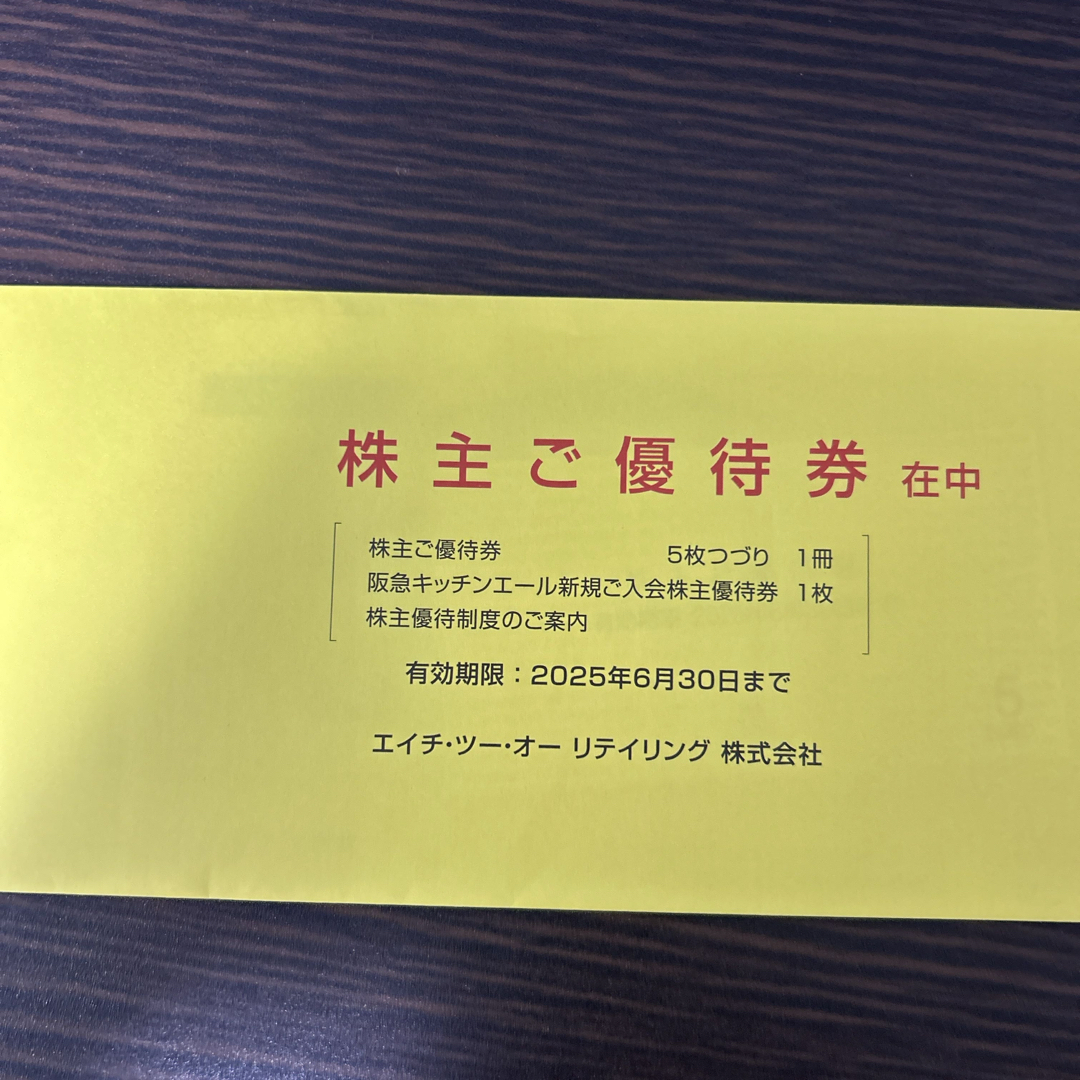 株主ご優待券 在中
株主ご優待券 5枚つづり 1冊
阪急キッチンエール新規ご入会株主優待券 1枚
株主優待制度のご案内
有効期限：2025年6月30日まで
エイチ・ツー・オー リテイリング 株式会社